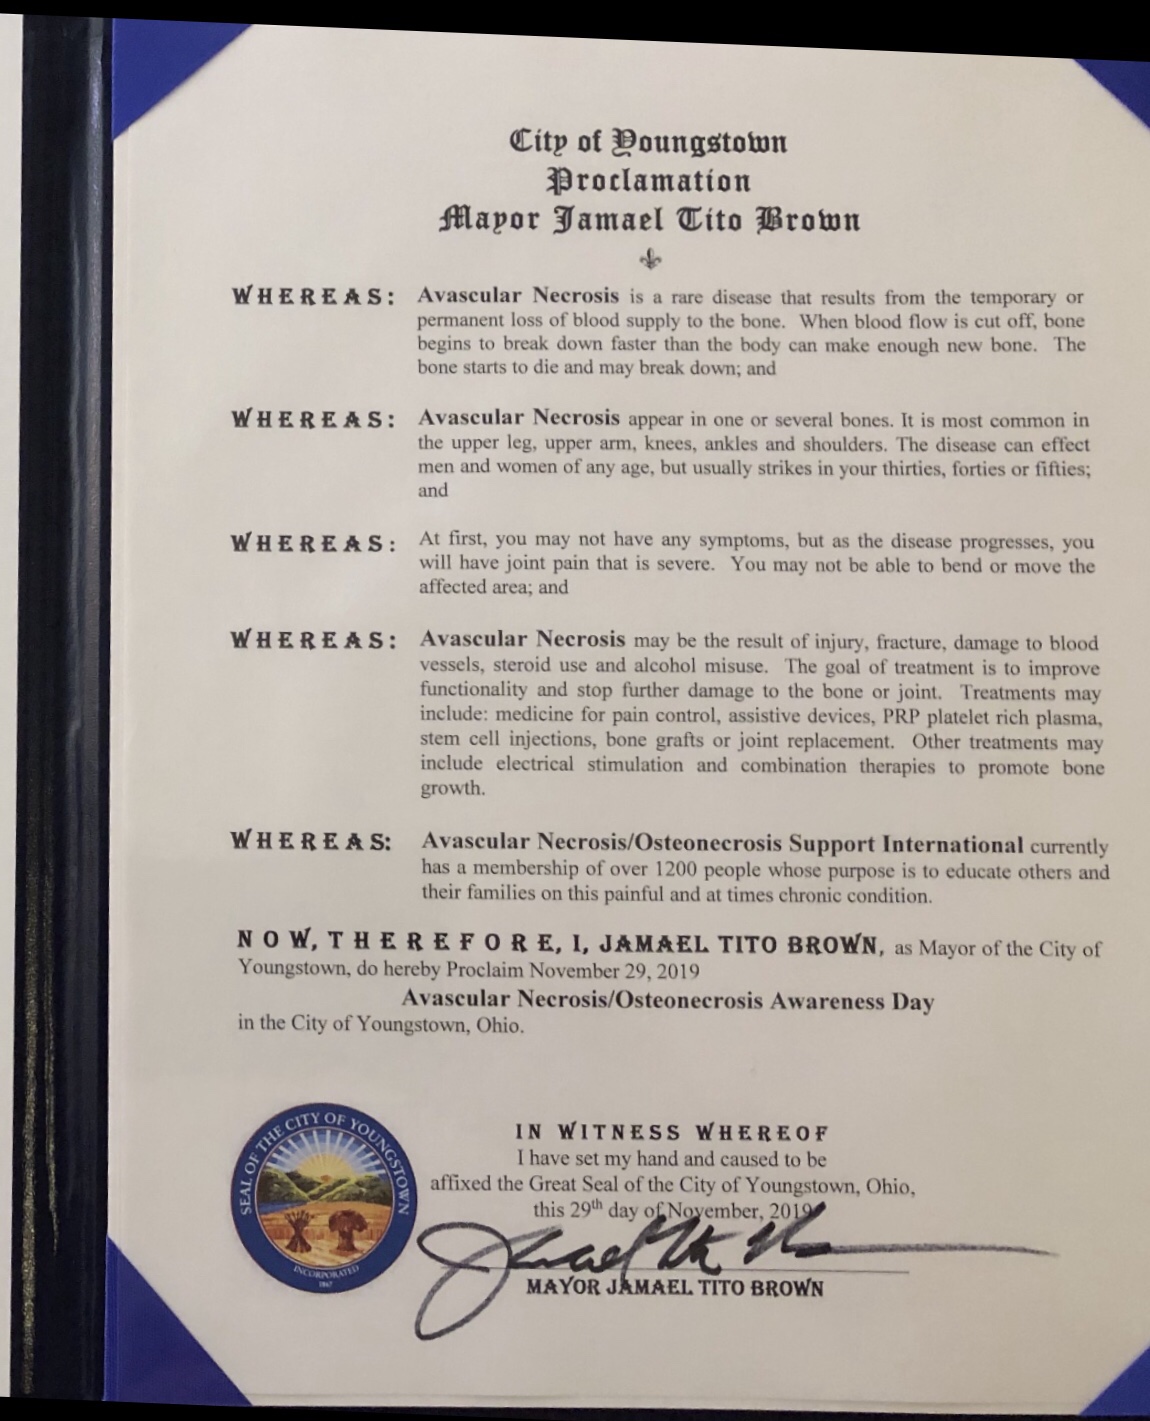 City of Youngstown
Proclamation
Mayor Jamael Tito Brown
WHEREAS: Avascular Necrosis is a rare disease that results from the temporary or
permanent loss of blood supply to the bone. When blood flow is cut off, bone
begins to break down faster than the body can make enough new bone. The
bone starts to die and may break down; and
WHEREAS: Avascular Necrosis appear in one or several bones. It is most common in
the upper leg, upper arm, knees, ankles and shoulders. The disease can effect
men and women of any age, but usually strikes in your thirties, forties or fifties;
and
WHEREAS: At first, you may not have any symptoms, but as the disease progresses, you
will have joint pain that is severe. You may not be able to bend or move the
affected area; and
WHEREAS: Avascular Necrosis may be the result of injury, fracture, damage to blood
vessels, steroid use and alcohol misuse. The goal of treatment is to improve
functionality and stop further damage to the bone or joint. Treatments may
include: medicine for pain control, assistive devices, PRP platelet rich plasma,
stem cell injections, bone grafts or joint replacement. Other treatments may
include electrical stimulation and combination therapies to promote bone
growth.
WHEREAS: Avascular Necrosis/Osteonecrosis Support International currently
has a membership of over 1200 people whose purpose is to educate others and
their families on this painful and at times chronic condition.
NOW, THEREFORE, I, JAMAEL TITO BROWN, as Mayor of the City of
Youngstown, do hereby Proclaim November 29, 2019
Avascular Necrosis/Osteonecrosis Awareness Day
in the City of Youngstown, Ohio.
SEAL OF THE CITY OF YOUNGSTOWN
INCORPORATED
1867
IN WITNESS WHEREOF
I have set my hand and caused to be
affixed the Great Seal of the City of Youngstown, Ohio,
this 29th day of November, 2019
MAYOR JAMAEL TITO BROWN